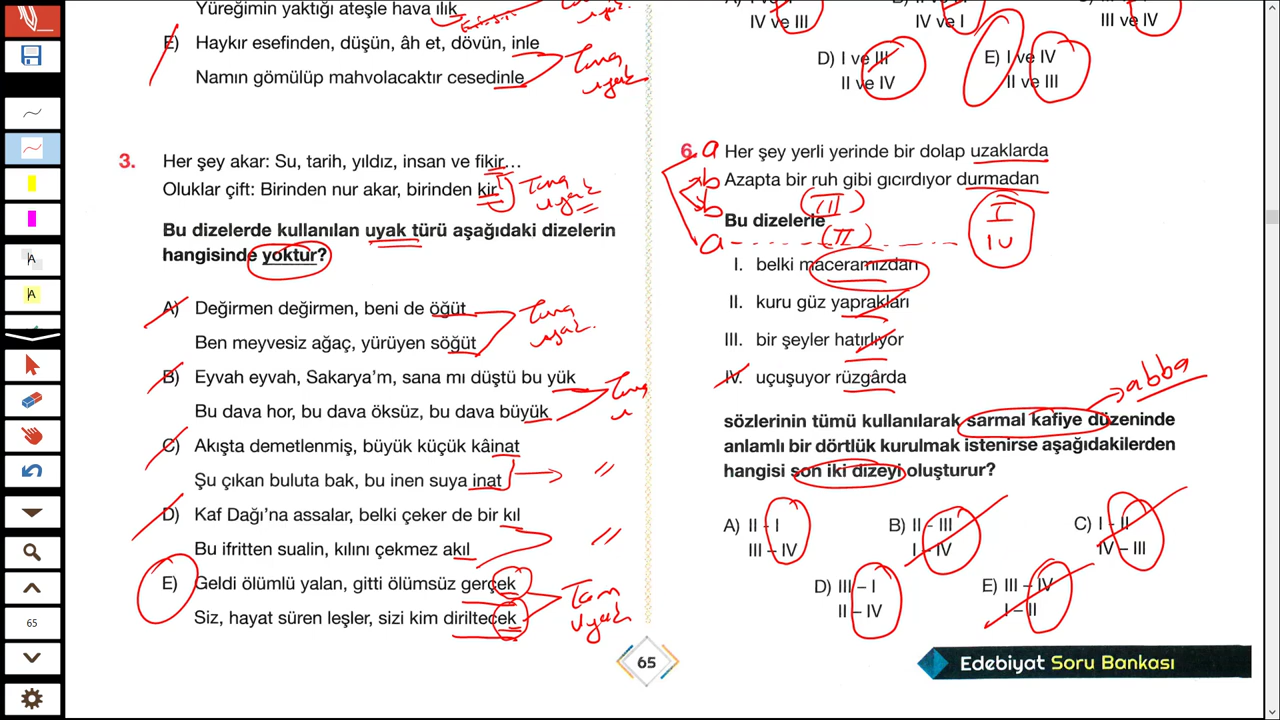 Yüreğimin yaktığı ateşle hava ılık
E) Haykır esefinden, düşün, âh et, dövün, inle
Namın gömülüp mahvolacaktır cesedinle
Tunç
uyak
3. Her şey akar: Su, tarih, yıldız, insan ve fikir...
Oluklar çift: Birinden nur akar, birinden kir.
Tunç
uyak
Bu dizelerde kullanılan uyak türü aşağıdaki dizelerin
hangisinde yoktur?
A) Değirmen değirmen, beni de öğüt
Ben meyvesiz ağaç, yürüyen söğüt
Tunç
uyak.
B) Eyvah eyvah, Sakarya’m, sana mı düştü bu yük
Bu dava hor, bu dava öksüz, bu dava büyük
Tunç
u
C) Akışta demetlenmiş, büyük küçük kâinat
Şu çıkan buluta bak, bu inen suya inat
"
D) Kaf Dağı’na assalar, belki çeker de bir kıl
Bu ifritten sualin, kılını çekmez akıl
"
E) Geldi ölümlü yalan, gitti ölümsüz gerçek
Siz, hayat süren leşler, sizi kim diriltecek
Tam
uyak
IV ve III
II ve IV
IV ve I
III ve IV
D) I ve III
II ve IV
E) I ve IV
II ve III
6. a Her şey yerli yerinde bir dolap uzaklarda
b Azapta bir ruh gibi gıcırdıyor durmadan
b (III)
I
IV
Bu dizelerle
a (II)
I. belki maceramızdan
II. kuru güz yaprakları
III. bir şeyler hatırlıyor
IV. uçuşuyor rüzgârda
abba
sözlerinin tümü kullanılarak sarmal kafiye düzeninde
anlamlı bir dörtlük kurulmak istenirse aşağıdakilerden
hangisi son iki dizeyi oluşturur?
A) II - I
III – IV
B) II - III
I – IV
C) I - II
IV – III
D) III – I
II – IV
E) III – IV
I – II
65
65
Edebiyat Soru Bankası